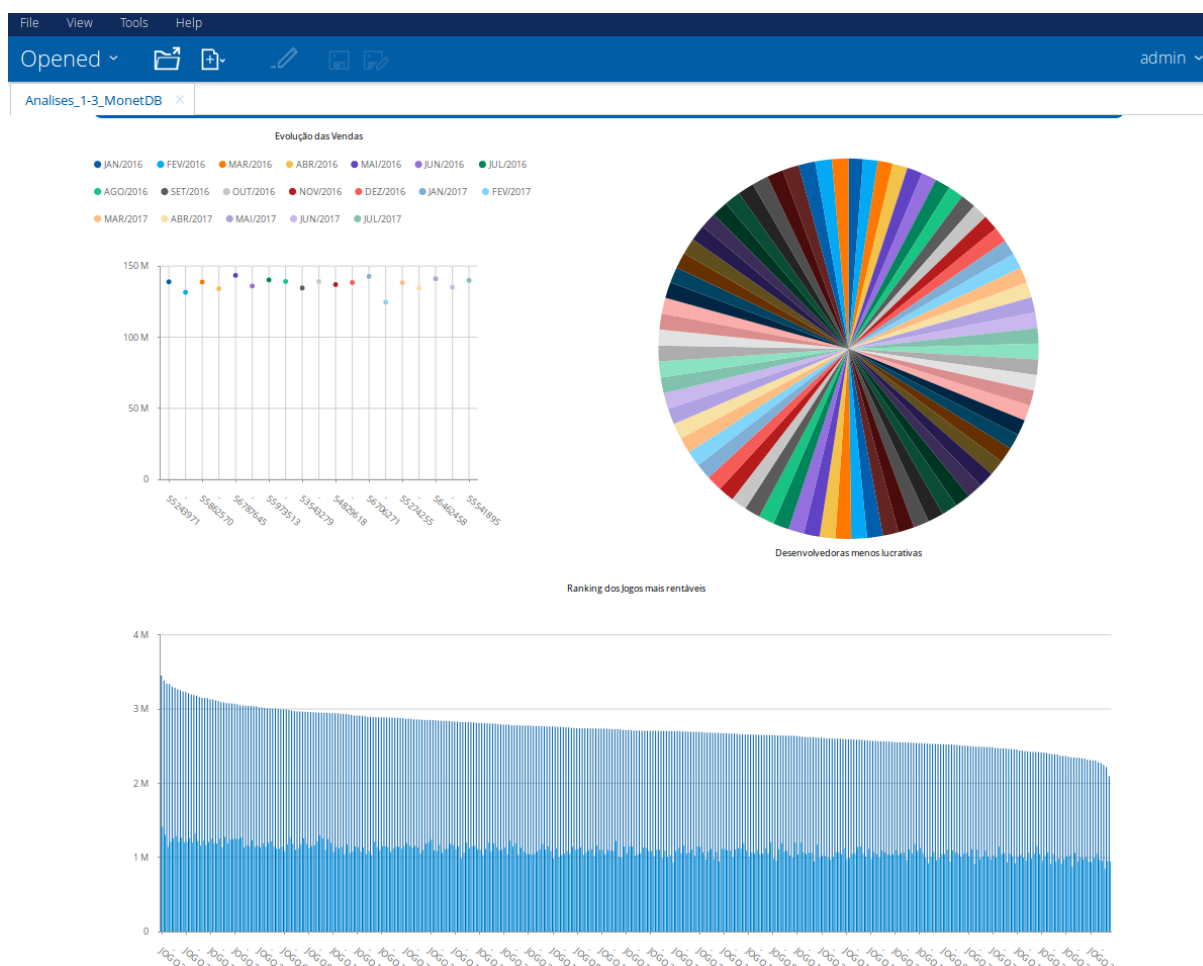 File View Tools Help
Opened admin
Analises_1-3_MonetDB ×
Evolução das Vendas
JAN/2016 FEV/2016 MAR/2016 ABR/2016 MAI/2016 JUN/2016 JUL/2016
AGO/2016 SET/2016 OUT/2016 NOV/2016 DEZ/2016 JAN/2017 FEV/2017
MAR/2017 ABR/2017 MAI/2017 JUN/2017 JUL/2017
150 M
100 M
50 M
0
55243971 55862570 56787645 55973513 53543279 54829618 56706271 55274255 56462458 55541895
Desenvolvedoras menos lucrativas
Ranking dos Jogos mais rentáveis
4 M
3 M
2 M
1 M
0